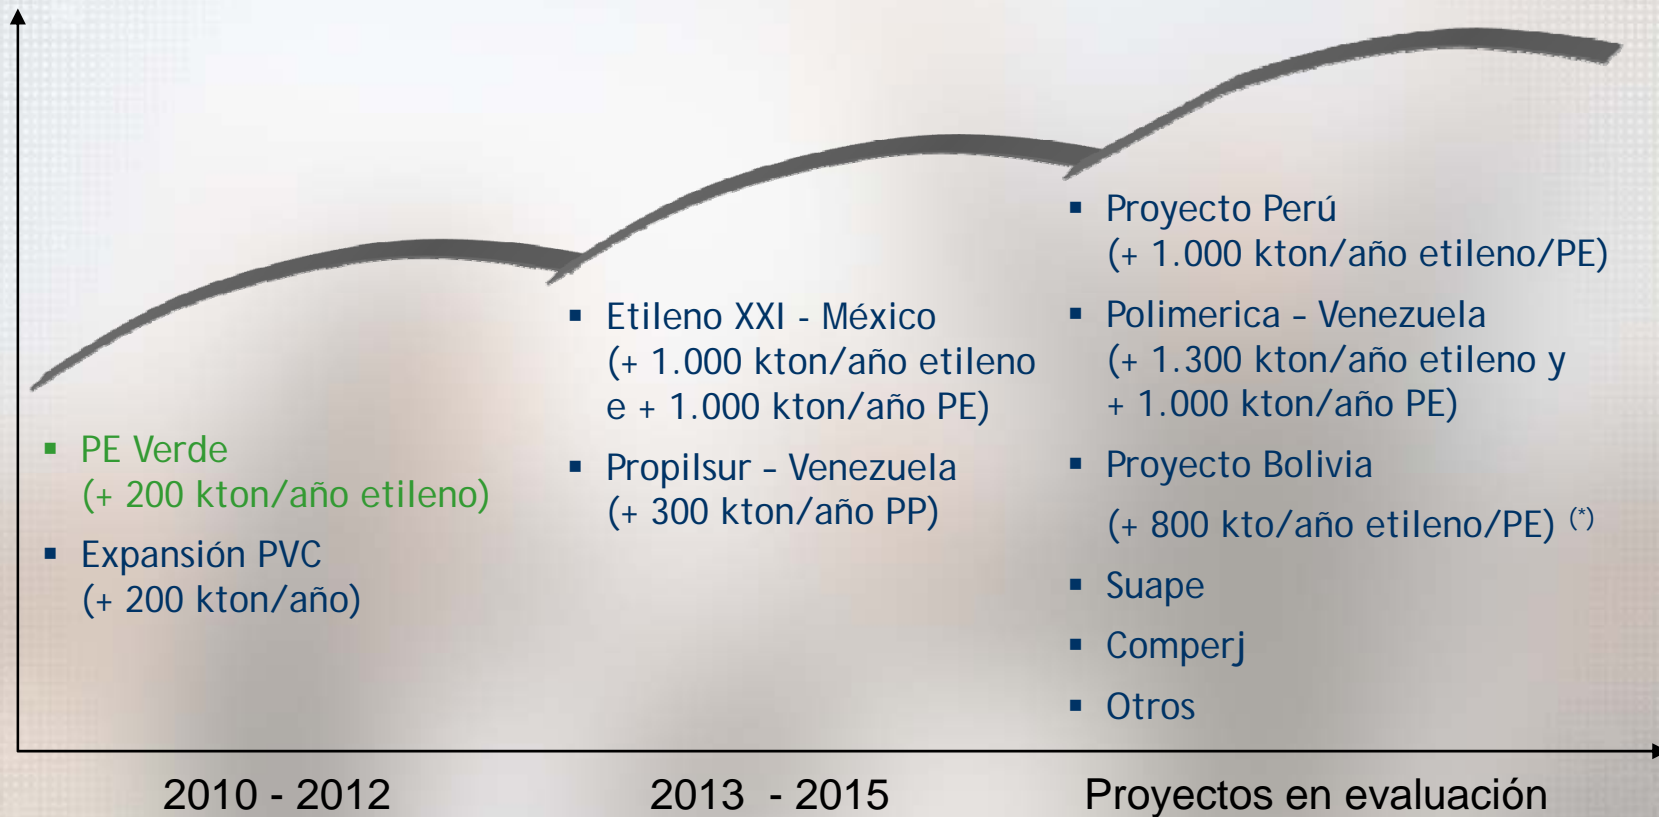 ▪ PE Verde
(+ 200 kton/año etileno)
▪ Expansión PVC
(+ 200 kton/año)
▪ Etileno XXI - México
(+ 1.000 kton/año etileno
e + 1.000 kton/año PE)
▪ Propilsur – Venezuela
(+ 300 kton/año PP)
▪ Proyecto Perú
(+ 1.000 kton/año etileno/PE)
▪ Polimerica – Venezuela
(+ 1.300 kton/año etileno y
+ 1.000 kton/año PE)
▪ Proyecto Bolivia
(+ 800 kto/año etileno/PE) (*)
▪ Suape
▪ Comperj
▪ Otros
2010 - 2012
2013 - 2015
Proyectos en evaluación